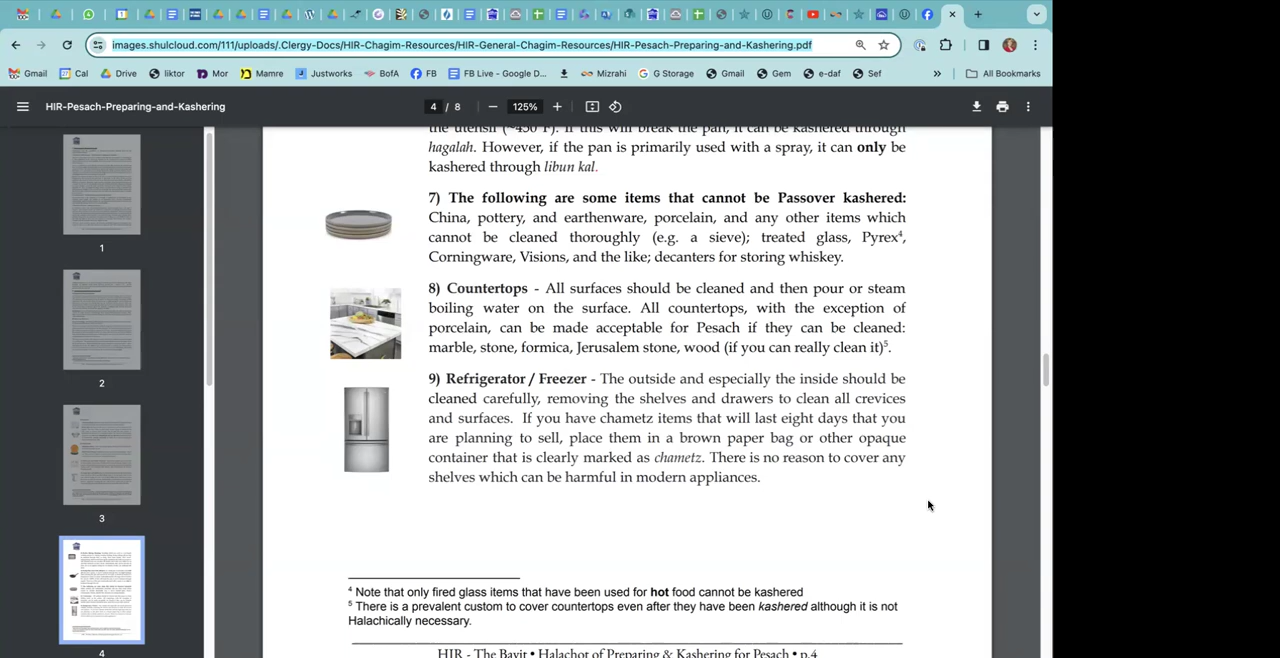 images.shulcloud.com/111/uploads/.Clergy-Docs/HIR-Chagim-Resources/HIR-General-Chagim-Resources/HIR-Pesach-Preparing-and-Kashering.pdf
Gmail Cal Drive liktor Mor Mamre Justworks BofA FB FB Live - Google D... Mizrahi G Storage Gmail Gem e-daf Sef » All Bookmarks
HIR-Pesach-Preparing-and-Kashering 4 / 8 — 125% +
the utensil (~450°F). If this will break the pan, it can be kashered through
hagalah. However, if the pan is primarily used with a spray, it can only be
kashered through libun kal.
7) The following are some items that cannot be Passover kashered:
China, pottery, and earthenware, porcelain, and any other items which
cannot be cleaned thoroughly (e.g. a sieve); treated glass, Pyrex⁴,
Corningware, Visions, and the like; decanters for storing whiskey.
8) Countertops - All surfaces should be cleaned and then pour or steam
boiling water on the surface. All countertops, with the exception of
porcelain, can be made acceptable for Pesach if they can be cleaned:
marble, stone, formica, Jerusalem stone, wood (if you can really clean it)⁵.
9) Refrigerator / Freezer - The outside and especially the inside should be
cleaned carefully, removing the shelves and drawers to clean all crevices
and surfaces. If you have chametz items that will last eight days that you
are planning to sell, place them in a brown paper bag or other opaque
container that is clearly marked as chametz. There is no reason to cover any
shelves which can be harmful in modern appliances.
⁴ Note that only fired glass items that have been used for hot food cannot be kashered
⁵ There is a prevalent custom to cover countertops even after they have been kashered although it is not
Halachically necessary.
HIR - The Bayit • Halachot of Preparing & Kashering for Pesach • p.4
1
2
3
4